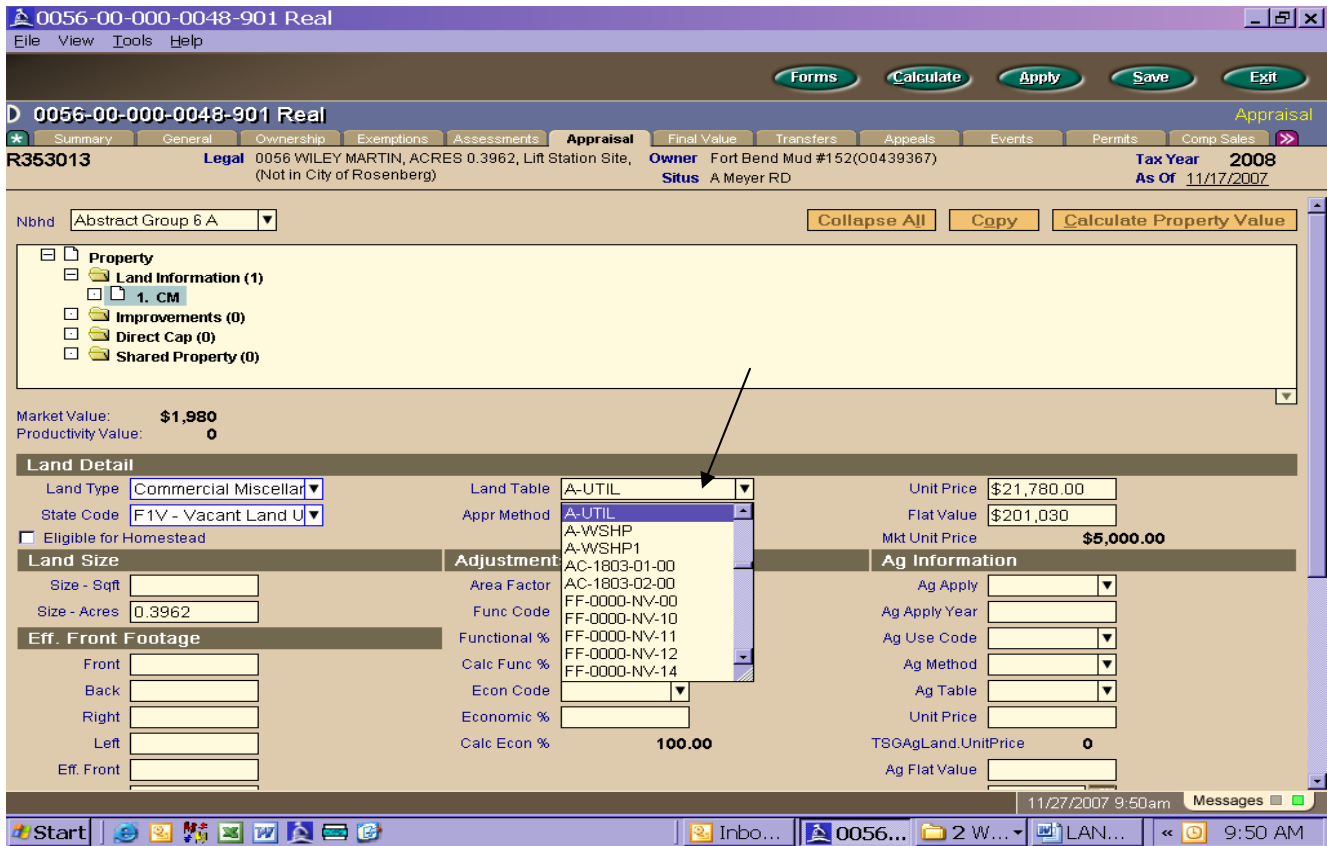 0056-00-000-0048-901 Real
File View Tools Help
Forms Calculate Apply Save Exit
0056-00-000-0048-901 Real Appraisal
Summary General Ownership Exemptions Assessments Appraisal Final Value Transfers Appeals Events Permits Comp Sales
R353013 Legal 0056 WILEY MARTIN, ACRES 0.3962, Lift Station Site, Owner Fort Bend Mud #152(O0439367) Tax Year 2008
(Not in City of Rosenberg) Situs A Meyer RD As Of 11/17/2007
Nbhd Abstract Group 6 A Collapse All Copy Calculate Property Value
Property
Land Information (1)
1. CM
Improvements (0)
Direct Cap (0)
Shared Property (0)
Market Value: $1,980
Productivity Value: 0
Land Detail
Land Type Commercial Miscellar Land Table A-UTIL Unit Price $21,780.00
State Code F1V - Vacant Land U Appr Method A-UTIL Flat Value $201,030
Eligible for Homestead A-WSHP Mkt Unit Price $5,000.00
A-WSHP1
Land Size Adjustment Ag Information
AC-1803-01-00
Size - Sqft Area Factor AC-1803-02-00 Ag Apply
FF-0000-NV-00
Size - Acres 0.3962 Func Code FF-0000-NV-10 Ag Apply Year
Eff. Front Footage Functional % FF-0000-NV-11 Ag Use Code
FF-0000-NV-12
Front Calc Func % FF-0000-NV-14 Ag Method
Back Econ Code Ag Table
Right Economic % Unit Price
Left Calc Econ % 100.00 TSGAgLand.UnitPrice 0
Eff. Front Ag Flat Value
11/27/2007 9:50am Messages
Start Inbo... 0056... 2 W... LAN... « 9:50 AM